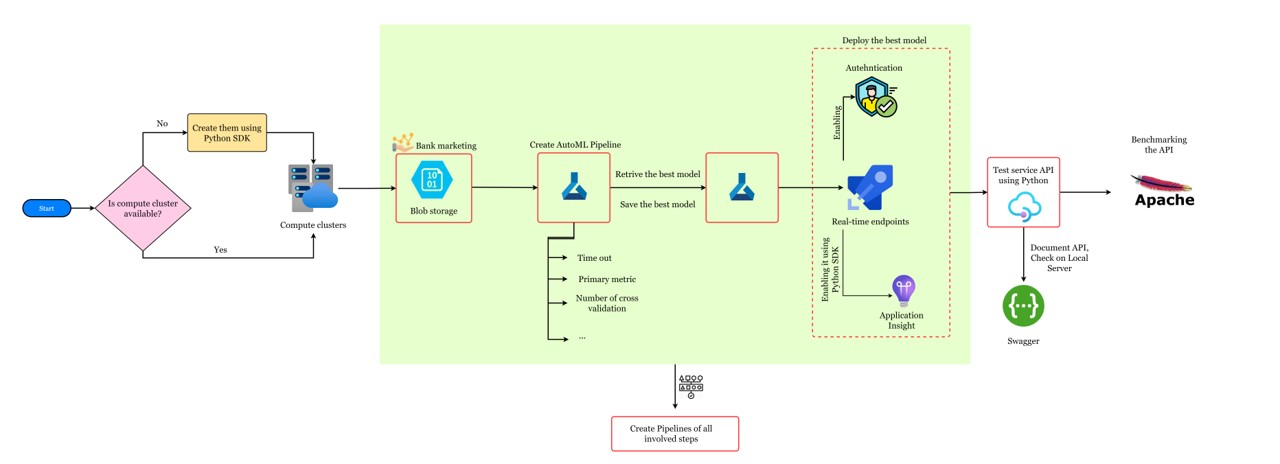 Start
Is compute cluster
available?
No
Create them using
Python SDK
Yes
Compute clusters
Bank marketing
10
01
Blob storage
Create AutoML Pipeline
Retrive the best model
Save the best model
Time out
Primary metric
Number of cross
validation
...
Deploy the best model
Autehntication
Enabling
Real-time endpoints
Enabling it using
Python SDK
Application
Insight
Test service API
using Python
Document API,
Check on Local
Server
{...}
Swagger
Benchmarking
the API
Apache
Create Pipelines of all
involved steps